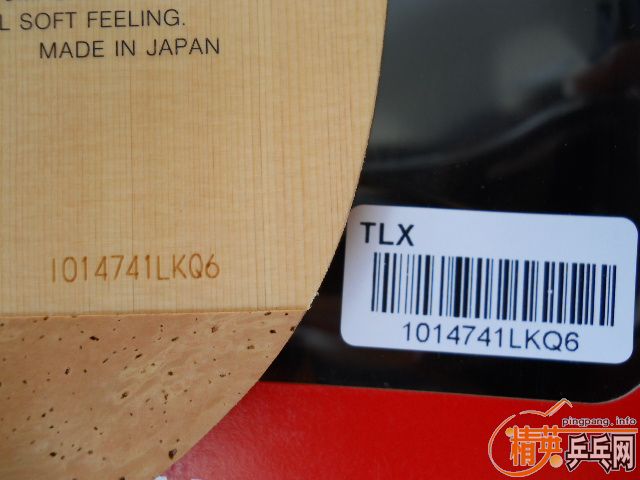 L SOFT FEELING.
MADE IN JAPAN
1014741LKQ6
TLX
1014741LKQ6
pingpang.info
精英乒乓网